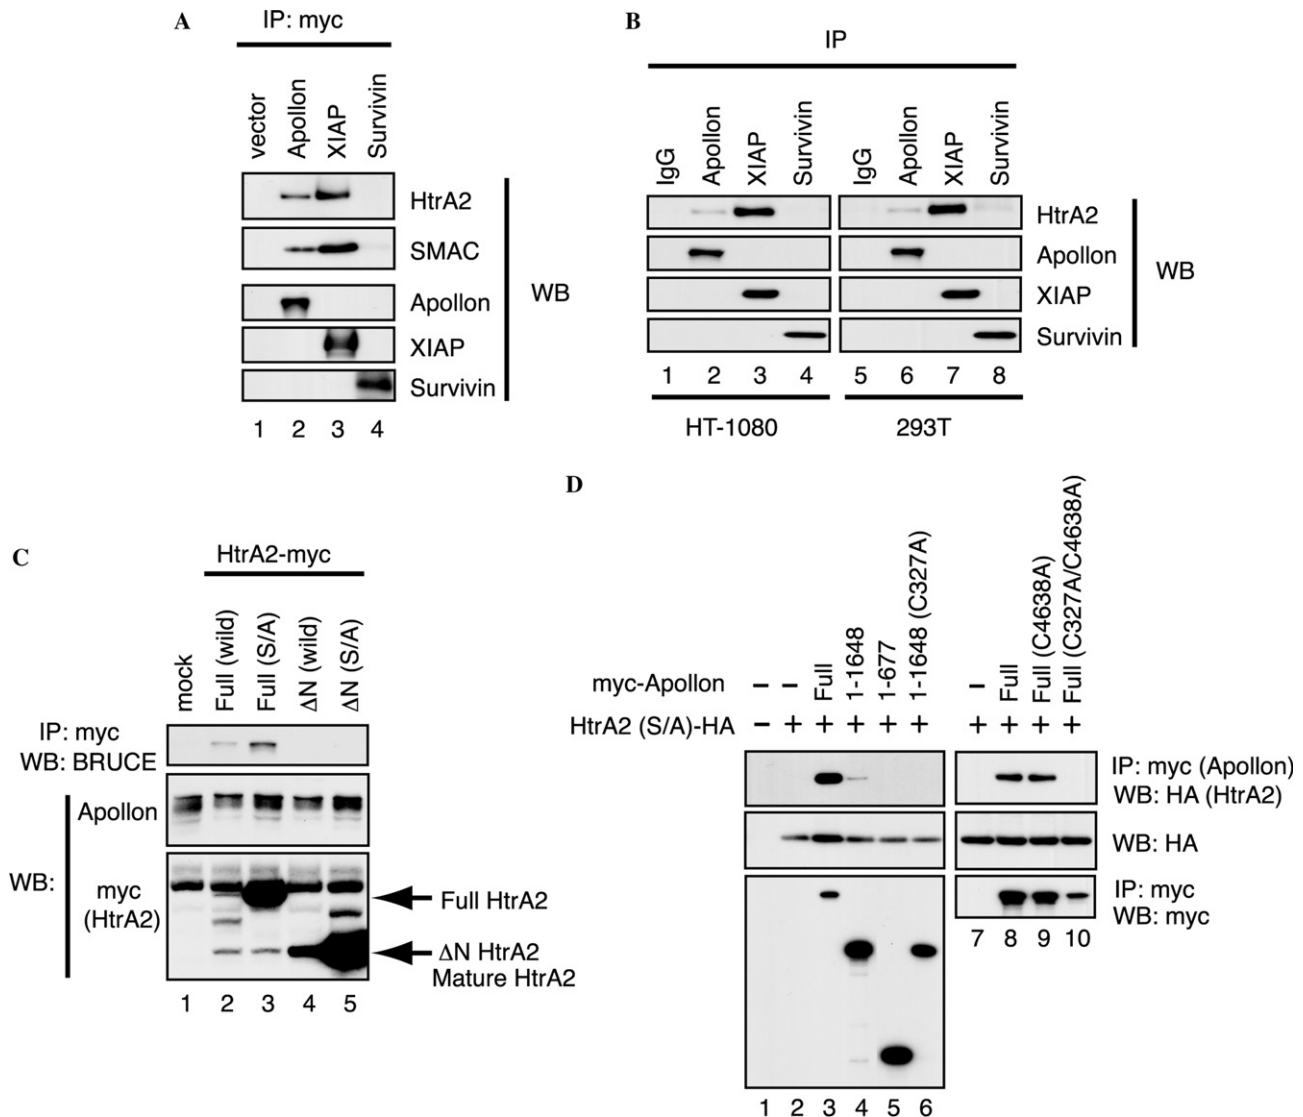 A
IP: myc
vector
Apollon
XIAP
Survivin
HtrA2
SMAC
Apollon
XIAP
Survivin
WB
1 2 3 4
B
IP
IgG
Apollon
XIAP
Survivin
IgG
Apollon
XIAP
Survivin
HtrA2
Apollon
XIAP
Survivin
WB
1 2 3 4 5 6 7 8
HT-1080 293T
C
HtrA2-myc
mock
Full (wild)
Full (S/A)
ΔN (wild)
ΔN (S/A)
IP: myc
WB: BRUCE
Apollon
WB:
myc
(HtrA2)
Full HtrA2
ΔN HtrA2
Mature HtrA2
1 2 3 4 5
D
myc-Apollon
– – Full 1-1648 1-677 1-1648 (C327A)
– Full Full (C4638A) Full (C327A/C4638A)
HtrA2 (S/A)-HA – + + + + + + + + +
IP: myc (Apollon)
WB: HA (HtrA2)
WB: HA
IP: myc
WB: myc
7 8 9 10
1 2 3 4 5 6